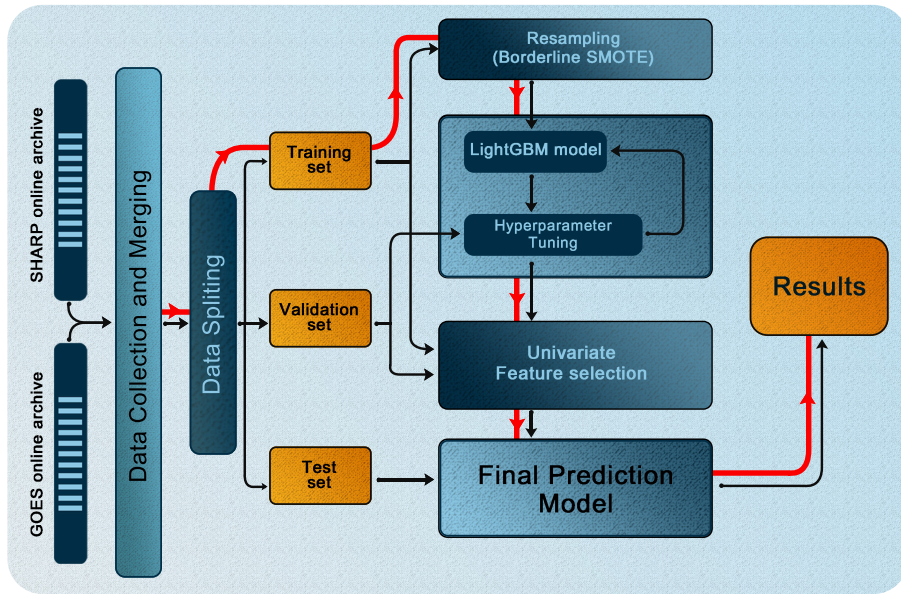 SHARP online archive
GOES online archive
Data Collection and Merging
Data Spliting
Training
set
Validation
set
Test
set
Resampling
(Borderline SMOTE)
LightGBM model
Hyperparameter
Tuning
Univariate
Feature selection
Final Prediction
Model
Results